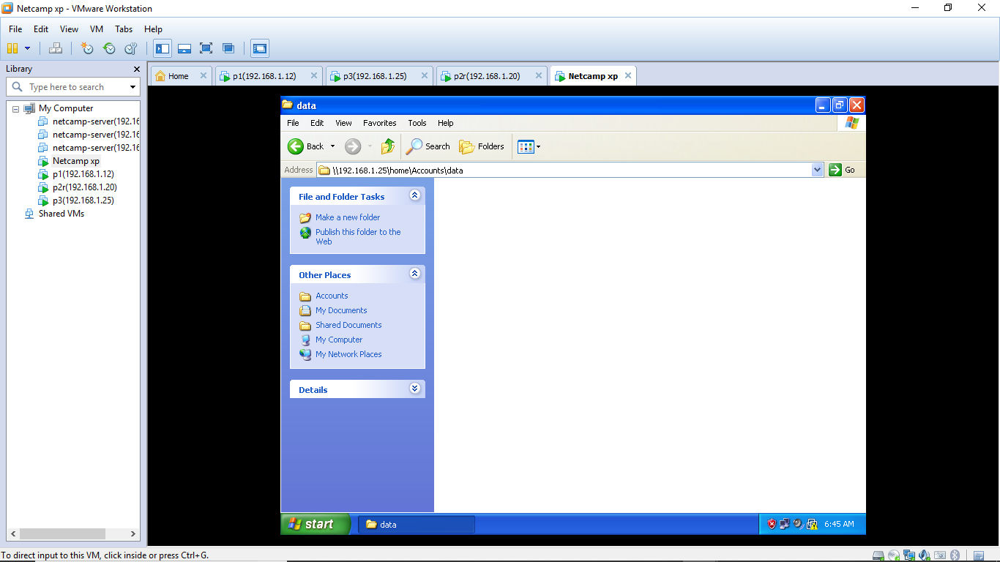 Netcamp xp - VMware Workstation
File Edit View VM Tabs Help
Library
Type here to search
My Computer
netcamp-server(192.16
netcamp-server(192.16
netcamp-server(192.16
Netcamp xp
p1(192.168.1.12)
p2r(192.168.1.20)
p3(192.168.1.25)
Shared VMs
Home p1(192.168.1.12) p3(192.168.1.25) p2r(192.168.1.20) Netcamp xp
data
File Edit View Favorites Tools Help
Back Search Folders
Address \\192.168.1.25\home\Accounts\data Go
File and Folder Tasks
Make a new folder
Publish this folder to the
Web
Other Places
Accounts
My Documents
Shared Documents
My Computer
My Network Places
Details
start data 6:45 AM
To direct input to this VM, click inside or press Ctrl+G.